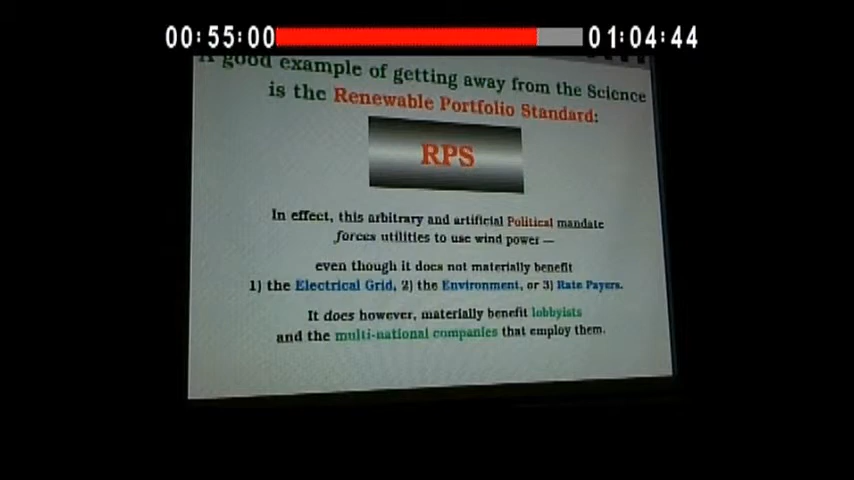 00:55:00 01:04:44
A good example of getting away from the Science
is the Renewable Portfolio Standard:
RPS
In effect, this arbitrary and artificial Political mandate
forces utilities to use wind power —
even though it does not materially benefit
1) the Electrical Grid, 2) the Environment, or 3) Rate Payers.
It does however, materially benefit lobbyists
and the multi-national companies that employ them.